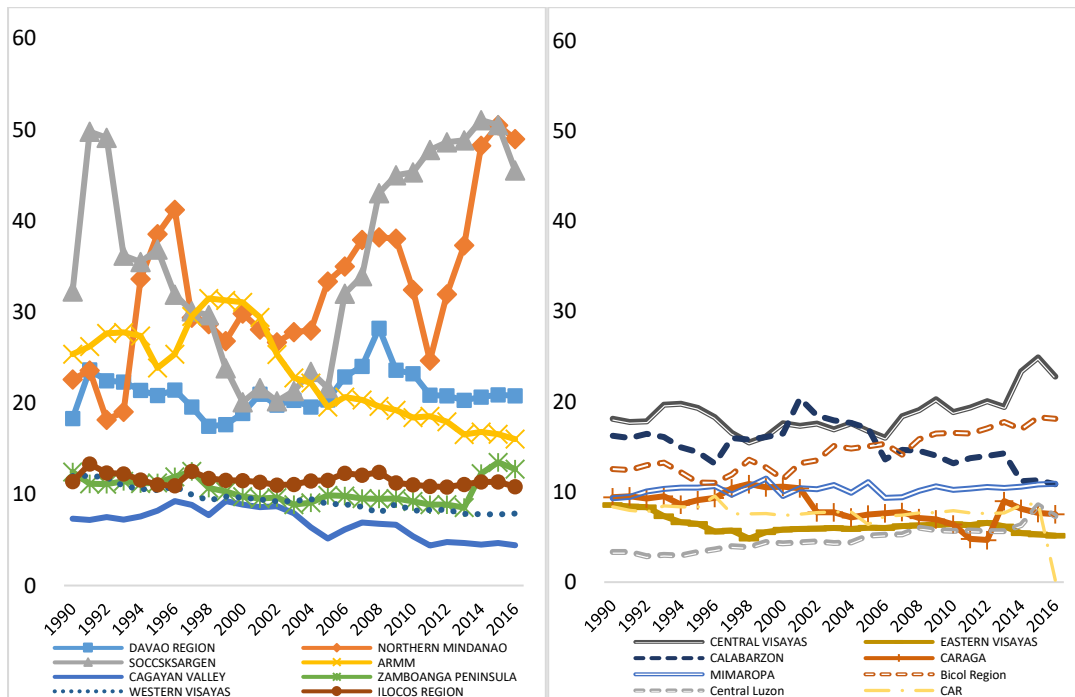 60
50
40
30
20
10
0
1990 1992 1994 1996 1998 2000 2002 2004 2006 2008 2010 2012 2014 2016
DAVAO REGION NORTHERN MINDANAO
SOCCSKSARGEN ARMM
CAGAYAN VALLEY ZAMBOANGA PENINSULA
WESTERN VISAYAS ILOCOS REGION
60
50
40
30
20
10
0
1990 1992 1994 1996 1998 2000 2002 2004 2006 2008 2010 2012 2014 2016
CENTRAL VISAYAS EASTERN VISAYAS
CALABARZON CARAGA
MIMAROPA Bicol Region
Central Luzon CAR